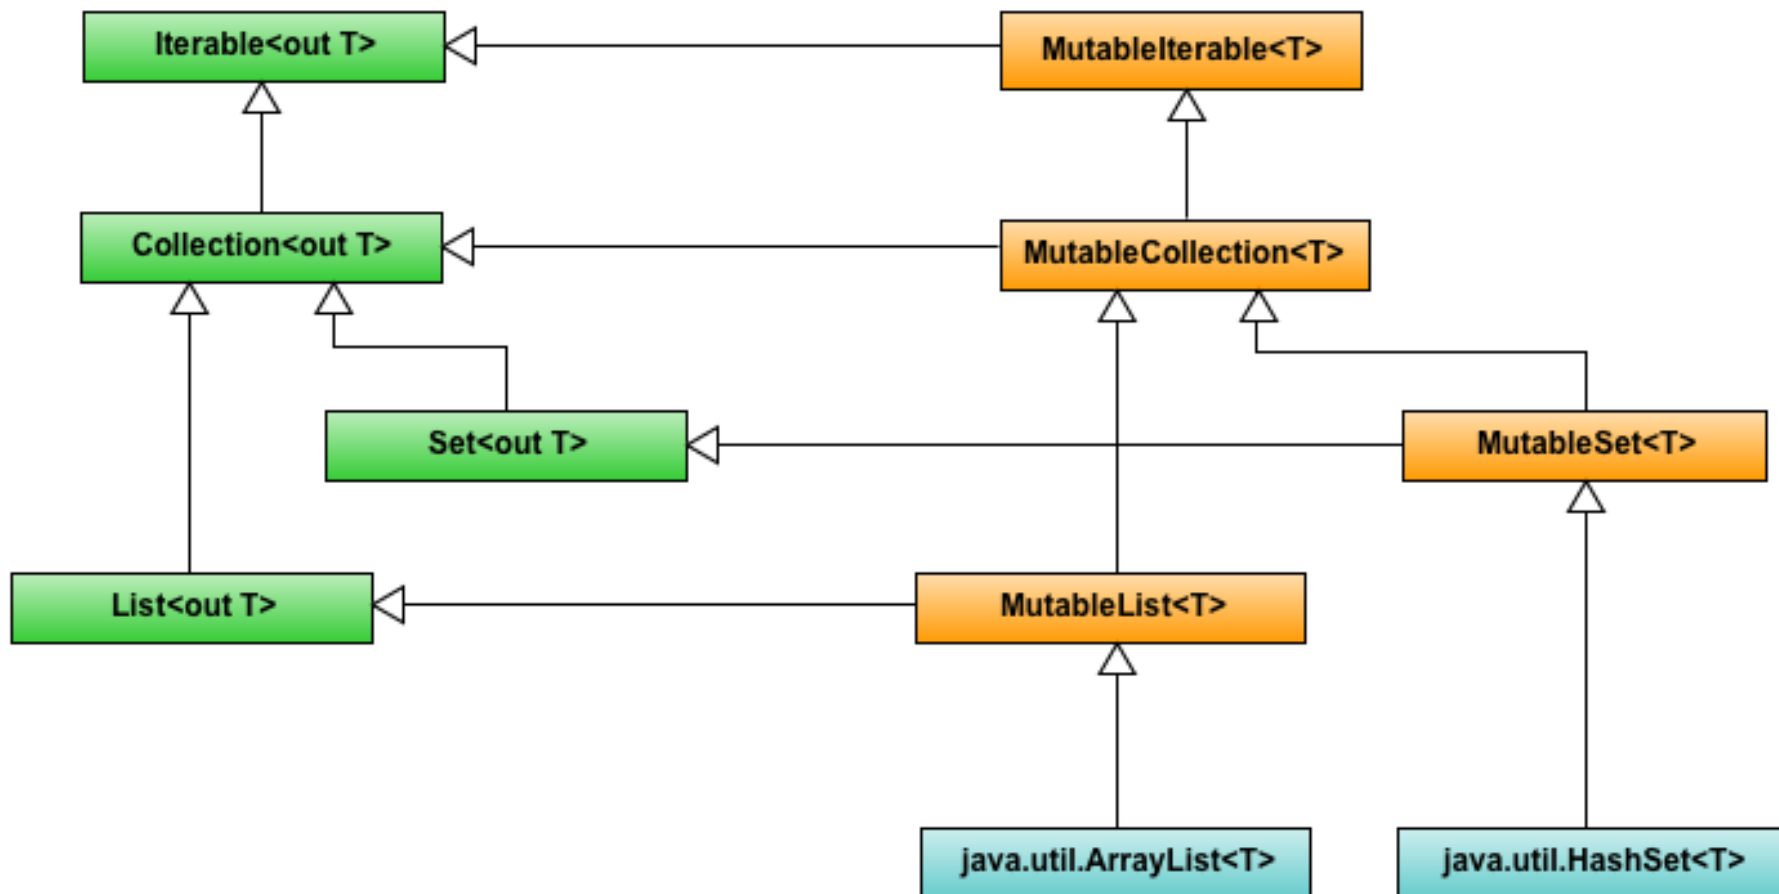 Iterable<out T>
MutableIterable<T>
Collection<out T>
MutableCollection<T>
Set<out T>
MutableSet<T>
List<out T>
MutableList<T>
java.util.ArrayList<T>
java.util.HashSet<T>